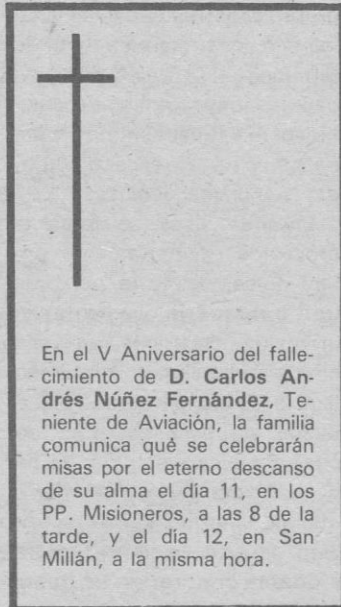 En el V Aniversario del falle-
cimiento de D. Carlos An-
drés Núñez Fernández, Te-
niente de Aviación, la familia
comunica qué se celebrarán
misas por el eterno descanso
de su alma el día 11, en los
PP. Misioneros, a las 8 de la
tarde, y el día 12, en San
Millán, a la misma hora.